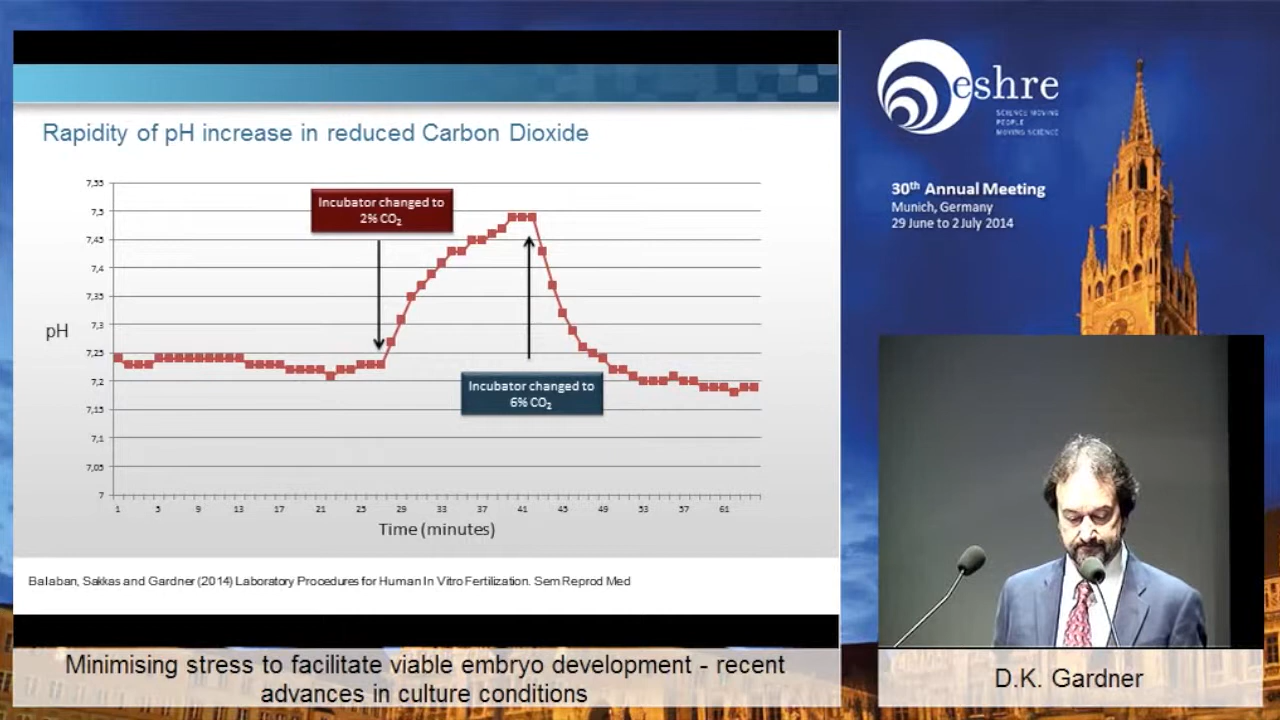 Rapidity of pH increase in reduced Carbon Dioxide
7,55
7,5
7,45
7,4
7,35
7,3
7,25
7,2
7,15
7,1
7,05
7
pH
Incubator changed to
2% CO₂
Incubator changed to
6% CO₂
1 5 9 13 17 21 25 29 33 37 41 45 49 53 57 61
Time (minutes)
Balaban, Sakkas and Gardner (2014) Laboratory Procedures for Human In Vitro Fertilization. Sem Reprod Med
Minimising stress to facilitate viable embryo development - recent
advances in culture conditions
eshre
SCIENCE MOVING
PEOPLE
MOVING SCIENCE
30th Annual Meeting
Munich, Germany
29 June to 2 July 2014
D.K. Gardner